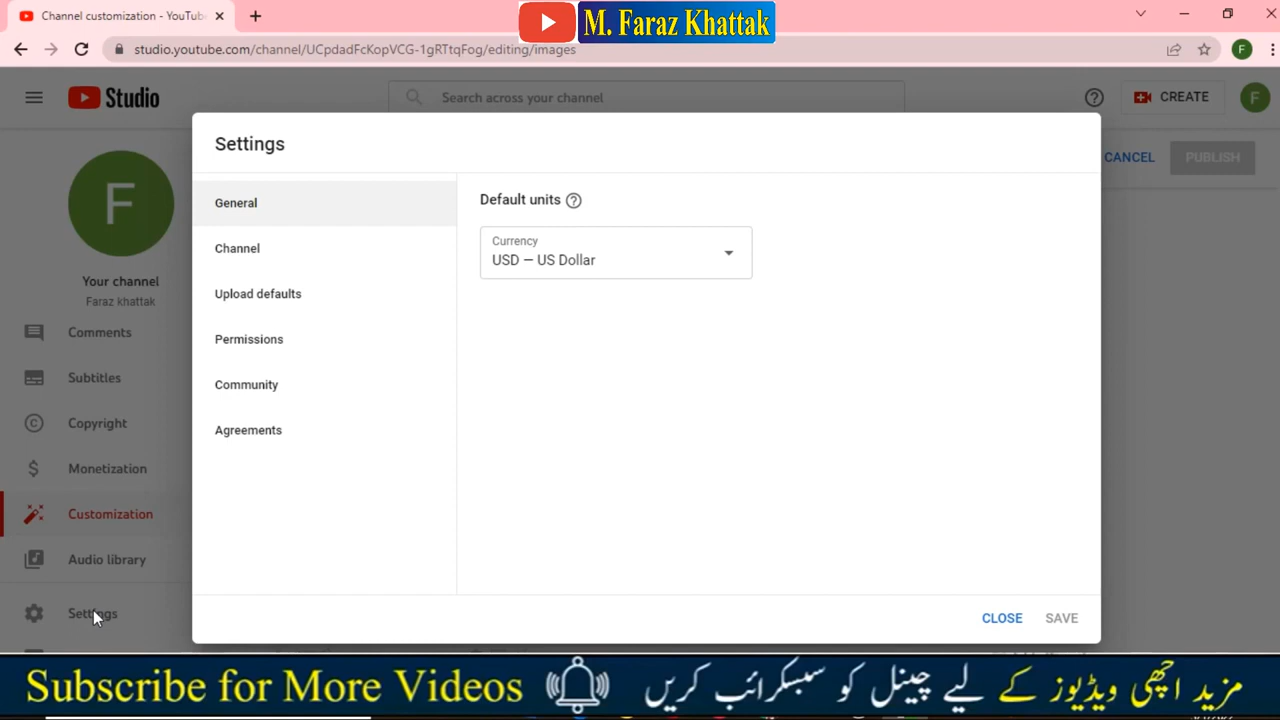 Channel customization - YouTube
M. Faraz Khattak
studio.youtube.com/channel/UCpdadFcKopVCG-1gRTtqFog/editing/images
F
Studio
Search across your channel
CREATE
F
CANCEL
PUBLISH
F
Your channel
Faraz khattak
Comments
Subtitles
Copyright
Monetization
Customization
Audio library
Settings
Settings
General
Channel
Upload defaults
Permissions
Community
Agreements
Default units
Currency
USD — US Dollar
CLOSE
SAVE
Subscribe for More Videos
مزید اچھی ویڈیوز کے لیے چینل کو سبسکرائب کریں